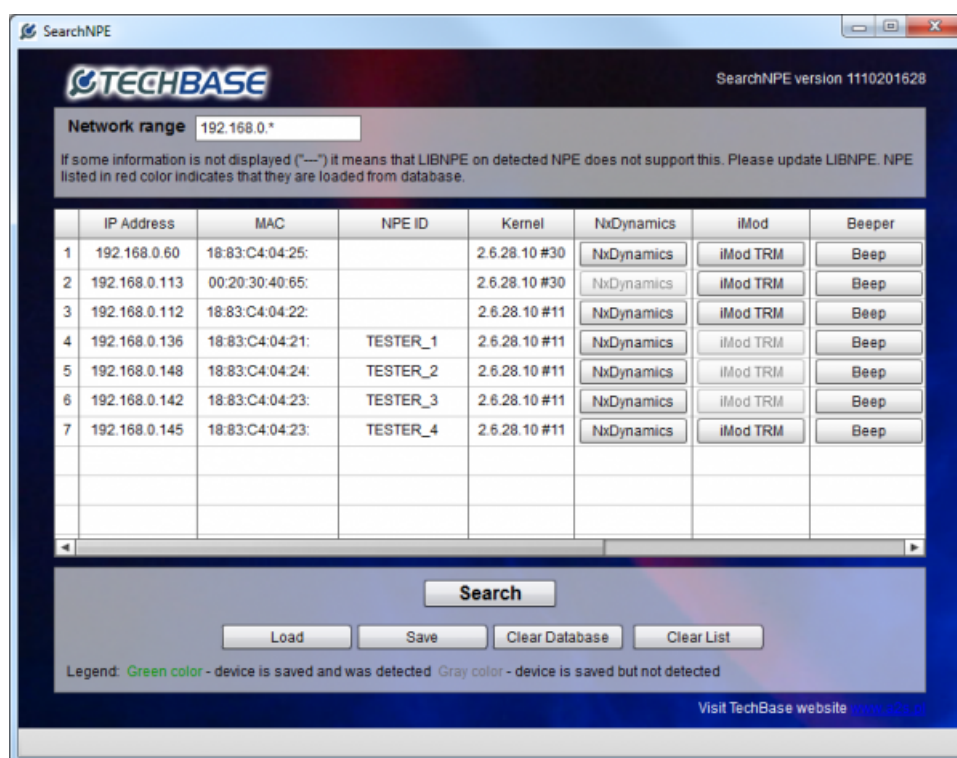 SearchNPE
TECHBASE
SearchNPE version 1110201628
Network range 192.168.0.*
If some information is not displayed ("---") it means that LIBNPE on detected NPE does not support this. Please update LIBNPE. NPE
listed in red color indicates that they are loaded from database.
IP Address MAC NPE ID Kernel NxDynamics iMod Beeper
1 192.168.0.60 18:83:C4:04:25: 2.6.28.10 #30 NxDynamics iMod TRM Beep
2 192.168.0.113 00:20:30:40:65: 2.6.28.10 #30 NxDynamics iMod TRM Beep
3 192.168.0.112 18:83:C4:04:22: 2.6.28.10 #11 NxDynamics iMod TRM Beep
4 192.168.0.136 18:83:C4:04:21: TESTER_1 2.6.28.10 #11 NxDynamics iMod TRM Beep
5 192.168.0.148 18:83:C4:04:24: TESTER_2 2.6.28.10 #11 NxDynamics iMod TRM Beep
6 192.168.0.142 18:83:C4:04:23: TESTER_3 2.6.28.10 #11 NxDynamics iMod TRM Beep
7 192.168.0.145 18:83:C4:04:23: TESTER_4 2.6.28.10 #11 NxDynamics iMod TRM Beep
Search
Load Save Clear Database Clear List
Legend: Green color - device is saved and was detected Gray color - device is saved but not detected
Visit TechBase website